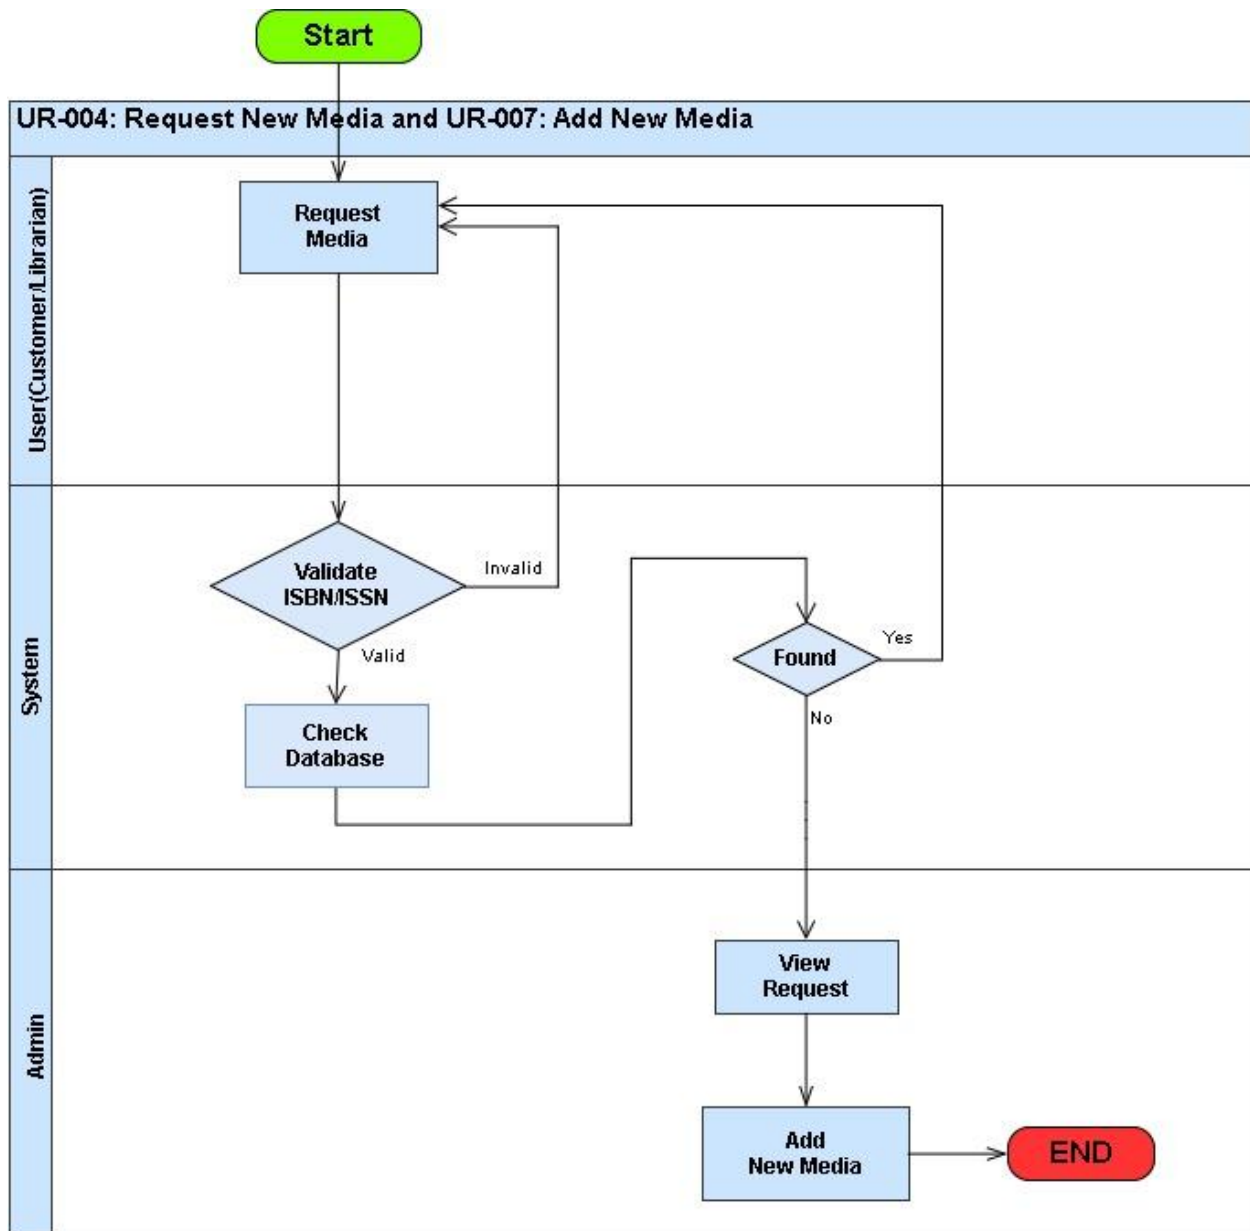 Start
UR-004: Request New Media and UR-007: Add New Media
User(Customer/Librarian)
Request
Media
System
Validate
ISBN/ISSN
Invalid
Valid
Found
Yes
No
Check
Database
Admin
View
Request
Add
New Media
END